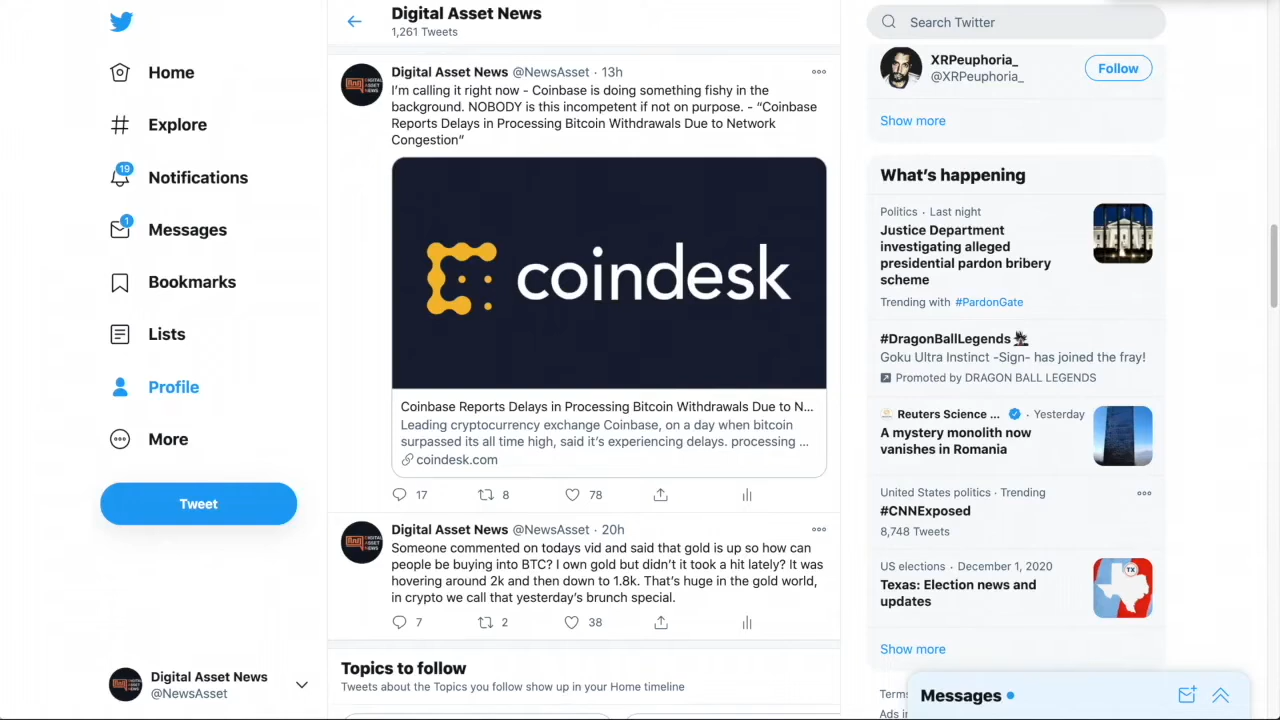 Home
Explore
19
Notifications
1
Messages
Bookmarks
Lists
Profile
More
Tweet
Digital Asset News
@NewsAsset
Digital Asset News
1,261 Tweets
Digital Asset News @NewsAsset · 13h
I'm calling it right now - Coinbase is doing something fishy in the
background. NOBODY is this incompetent if not on purpose. - “Coinbase
Reports Delays in Processing Bitcoin Withdrawals Due to Network
Congestion”
coindesk
Coinbase Reports Delays in Processing Bitcoin Withdrawals Due to N...
Leading cryptocurrency exchange Coinbase, on a day when bitcoin
surpassed its all time high, said it's experiencing delays. processing ...
coindesk.com
17 8 78
Digital Asset News @NewsAsset · 20h
Someone commented on todays vid and said that gold is up so how can
people be buying into BTC? I own gold but didn't it took a hit lately? It was
hovering around 2k and then down to 1.8k. That's huge in the gold world,
in crypto we call that yesterday's brunch special.
7 2 38
Topics to follow
Tweets about the Topics you follow show up in your Home timeline
Search Twitter
XRPeuphoria_
@XRPeuphoria_
Follow
Show more
What's happening
Politics · Last night
Justice Department
investigating alleged
presidential pardon bribery
scheme
Trending with #PardonGate
#DragonBallLegends
Goku Ultra Instinct -Sign- has joined the fray!
Promoted by DRAGON BALL LEGENDS
Reuters Science ... · Yesterday
A mystery monolith now
vanishes in Romania
United States politics · Trending
#CNNExposed
8,748 Tweets
US elections · December 1, 2020
Texas: Election news and
updates
TX
Show more
Terms
Ads in
Messages